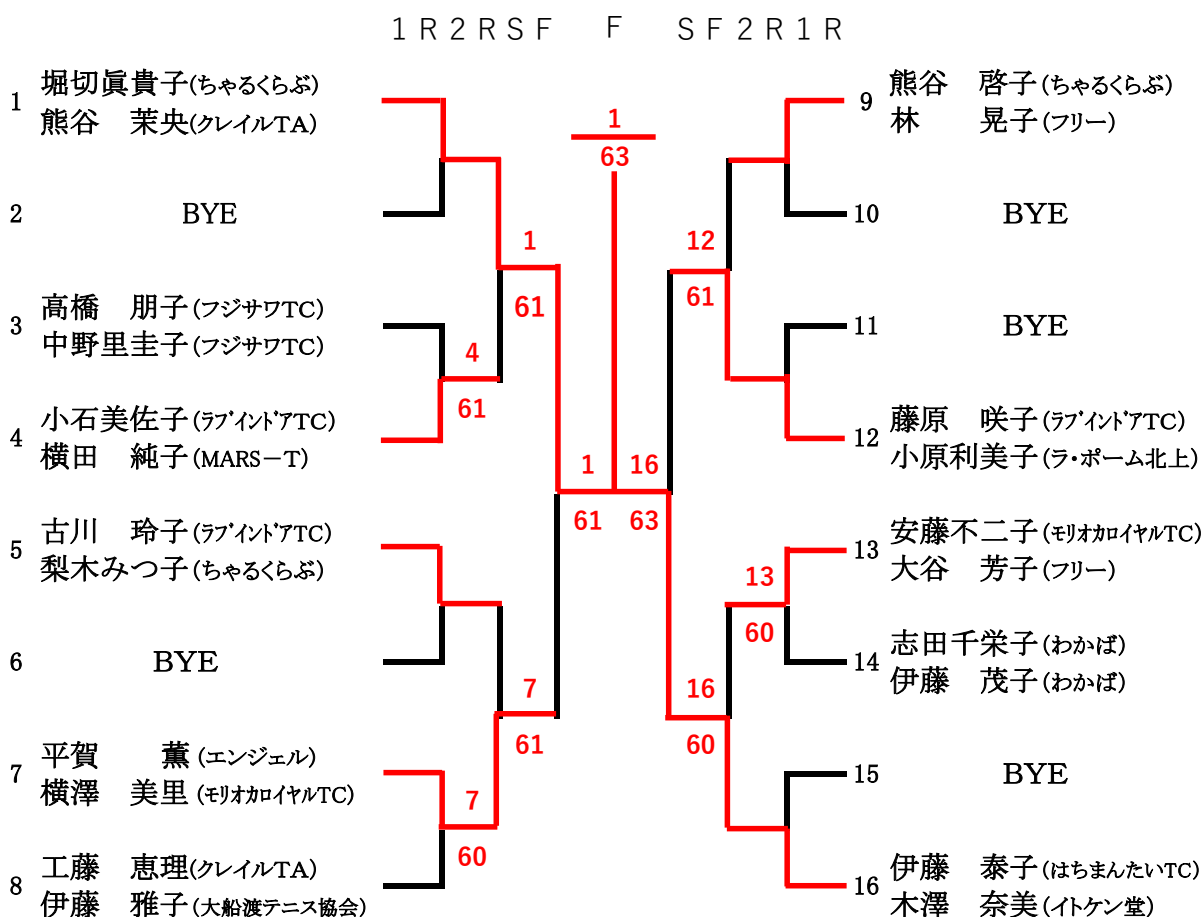 1 R 2 R S F F S F 2 R 1 R
1 堀切眞貴子(ちゃるくらぶ)
熊谷 茉央(クレイルTA)
2 BYE
3 高橋 朋子(フジサワTC)
中野里圭子(フジサワTC)
4 小石美佐子(ラブインドアTC)
横田 純子(MARS－T)
5 古川 玲子(ラブインドアTC)
梨木みつ子(ちゃるくらぶ)
6 BYE
7 平賀 薫(エンジェル)
横澤 美里(モリオカロイヤルTC)
8 工藤 恵理(クレイルTA)
伊藤 雅子(大船渡テニス協会)
4
61
7
60
1
61
7
61
1
61
1
63
16
63
12
61
16
60
13
60
9 熊谷 啓子(ちゃるくらぶ)
林 晃子(フリー)
10 BYE
11 BYE
12 藤原 咲子(ラブインドアTC)
小原利美子(ラ・ポーム北上)
13 安藤不二子(モリオカロイヤルTC)
大谷 芳子(フリー)
14 志田千栄子(わかば)
伊藤 茂子(わかば)
15 BYE
16 伊藤 泰子(はちまんたいTC)
木澤 奈美(イトケン堂)